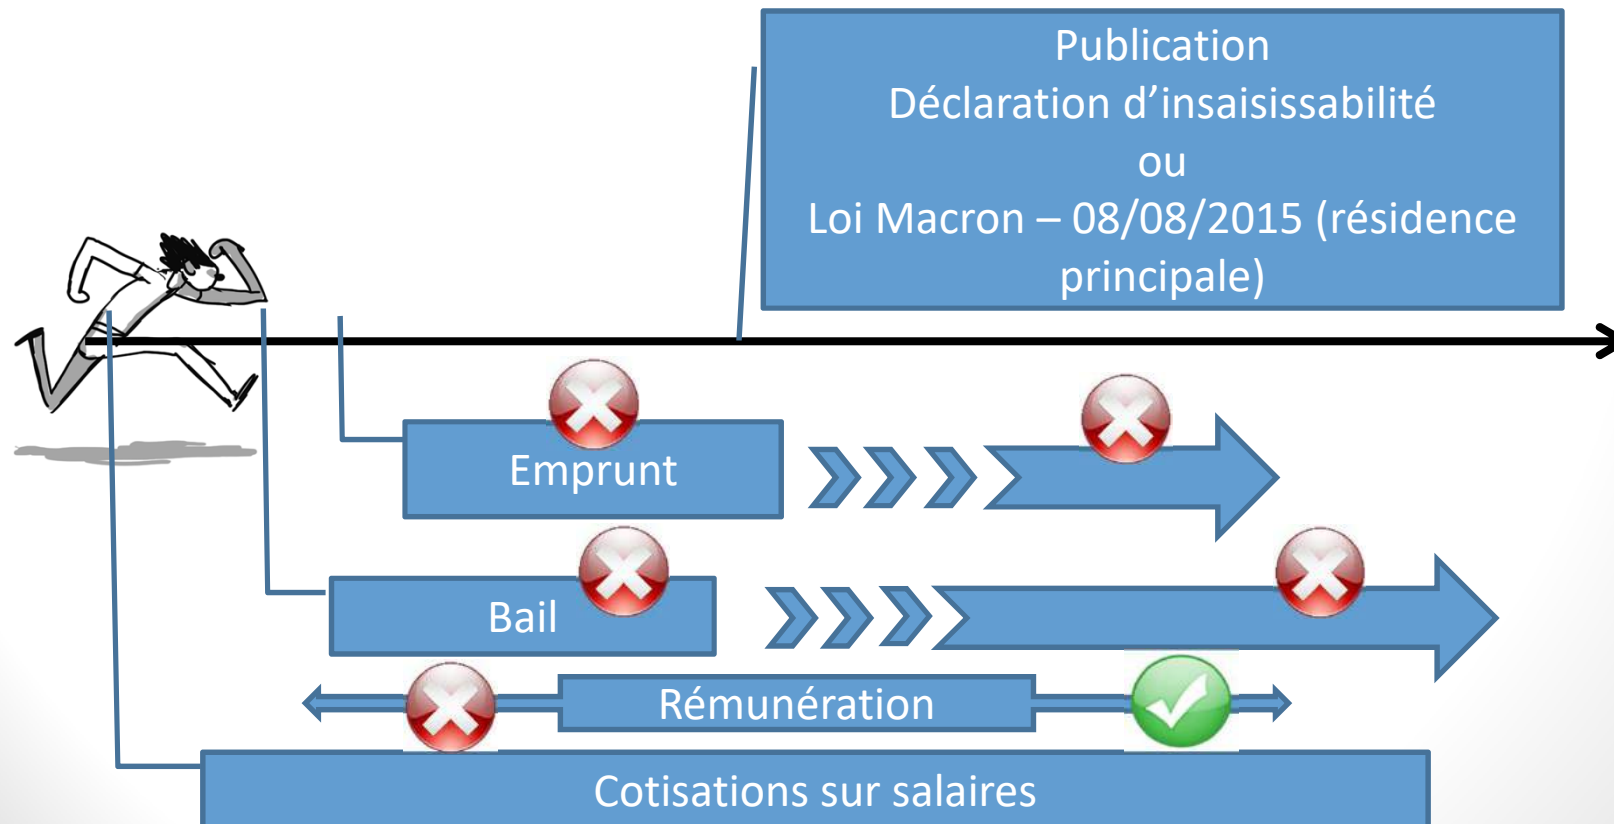 Publication
Déclaration d’insaisissabilité
ou
Loi Macron – 08/08/2015 (résidence
principale)
Emprunt
Bail
Rémunération
Cotisations sur salaires